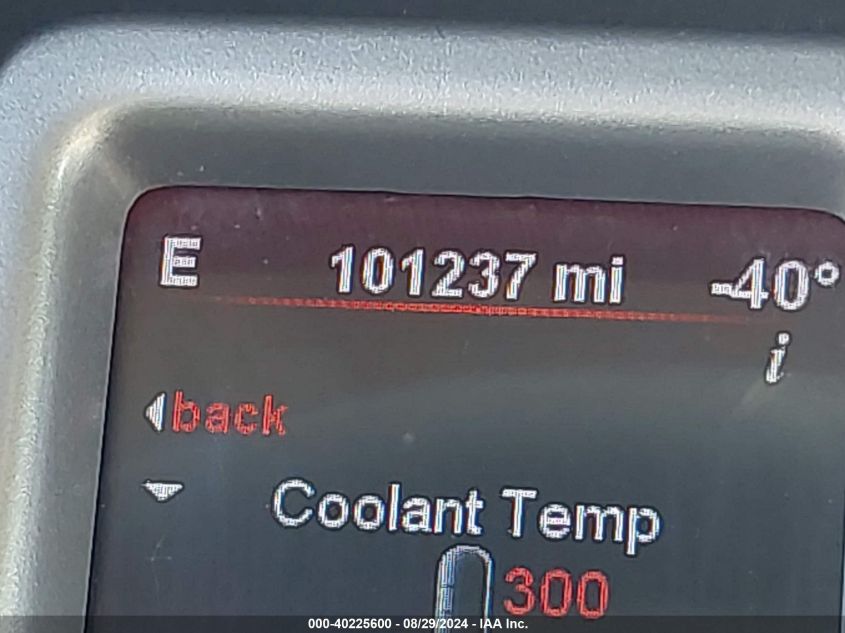 E 101237 mi -40°
i
back
Coolant Temp
300
000-40225600 - 08/29/2024 - IAA Inc.